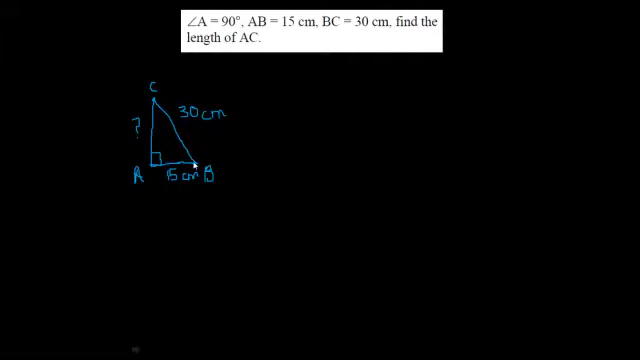 ∠A = 90°, AB = 15 cm, BC = 30 cm, find the
length of AC.
C
30 cm
?
A 15 cm B